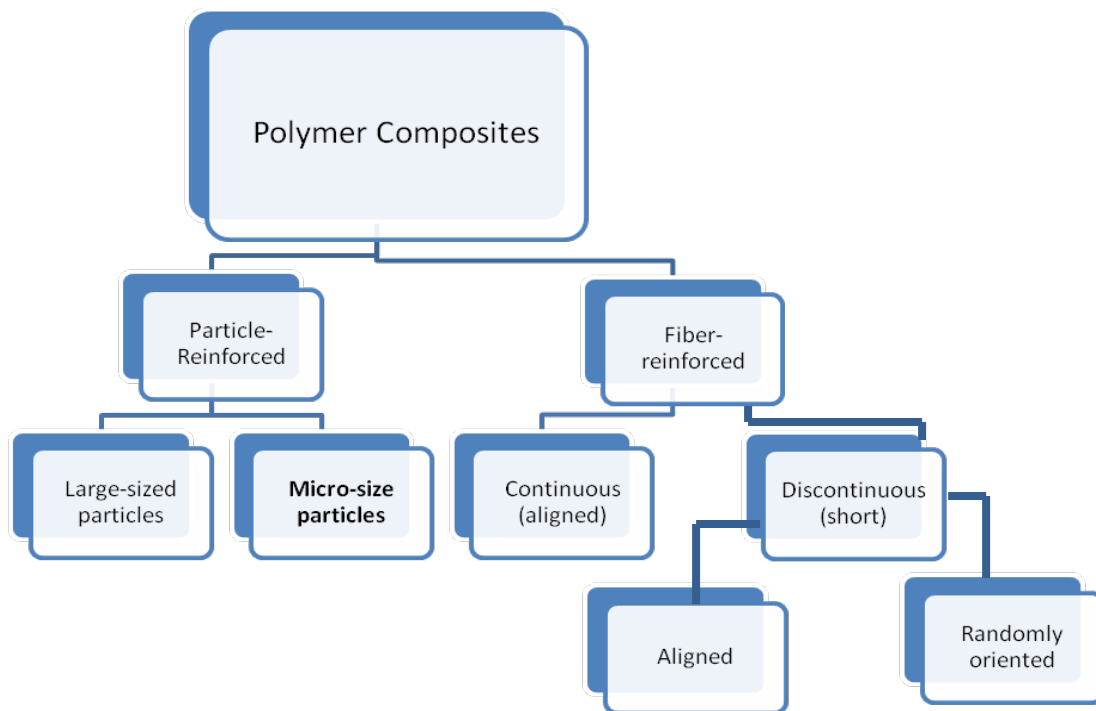 Polymer Composites
Particle-
Reinforced
Fiber-
reinforced
Large-sized
particles
Micro-size
particles
Continuous
(aligned)
Discontinuous
(short)
Aligned
Randomly
oriented